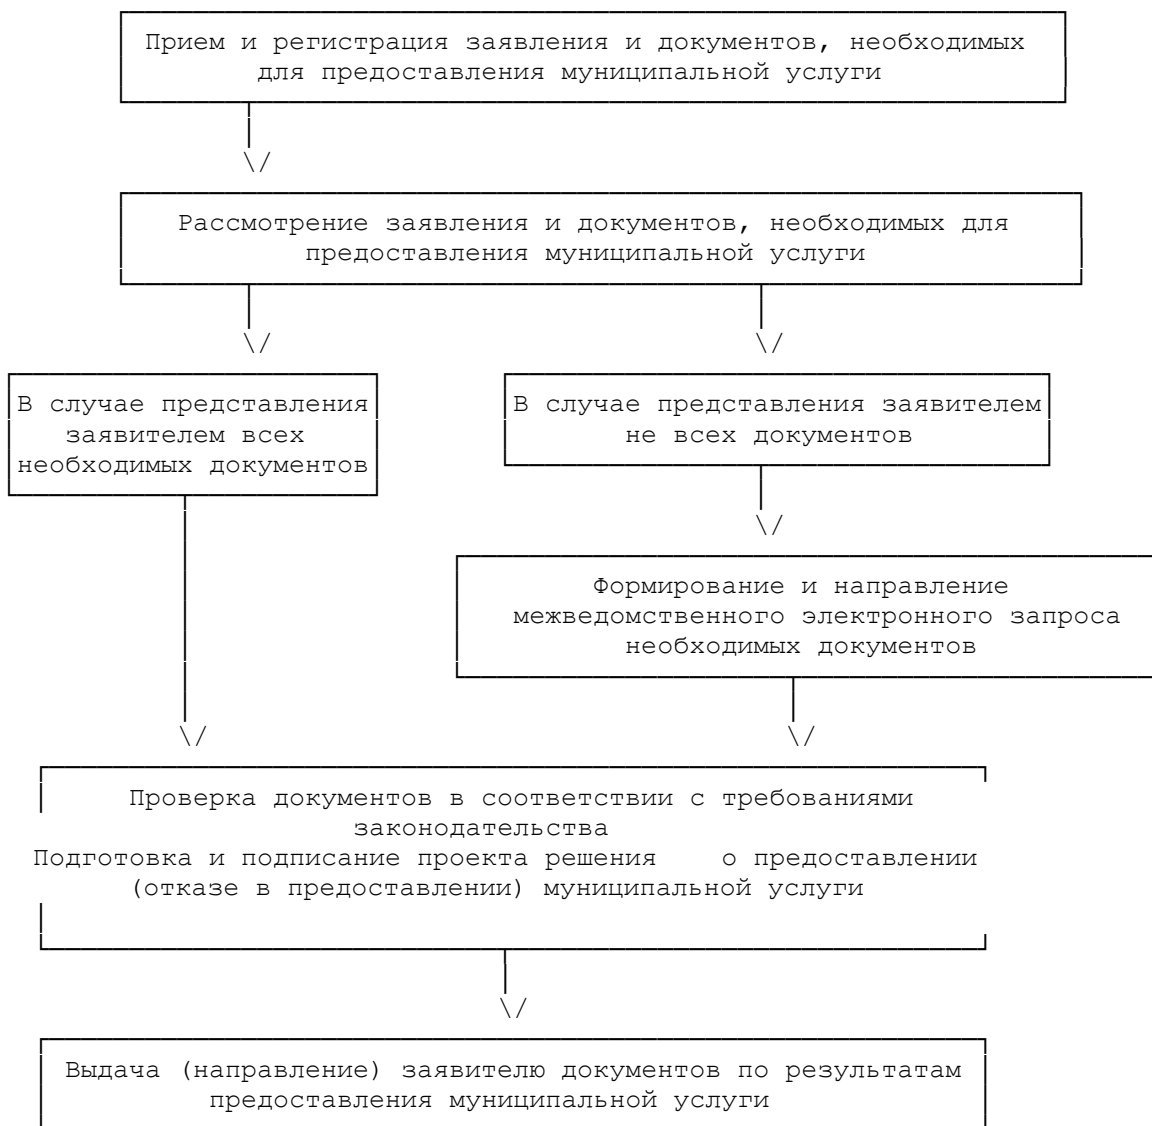 Прием и регистрация заявления и документов, необходимых
для предоставления муниципальной услуги
\/
Рассмотрение заявления и документов, необходимых для
предоставления муниципальной услуги
\/
\/
В случае представления
заявителем всех
необходимых документов
В случае представления заявителем
не всех документов
\/
Формирование и направление
межведомственного электронного запроса
необходимых документов
\/
\/
Проверка документов в соответствии с требованиями
законодательства
Подготовка и подписание проекта решения о предоставлении
(отказе в предоставлении) муниципальной услуги
\/
Выдача (направление) заявителю документов по результатам
предоставления муниципальной услуги